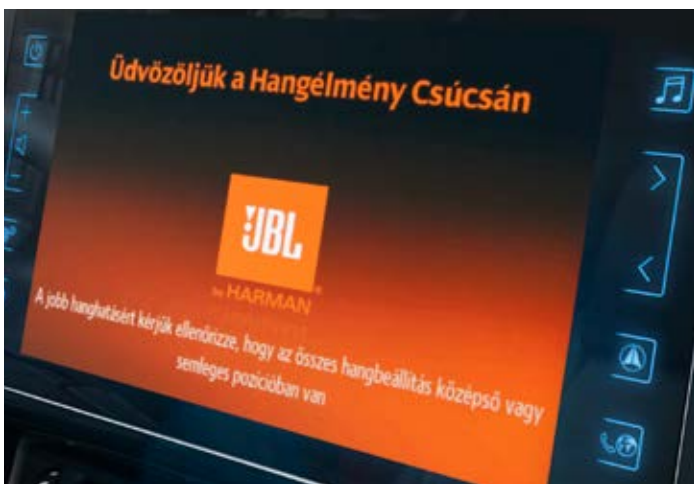 Üdvözöljük a Hangélmény Csúcsán
JBL
by HARMAN
A jobb hanghatásért kérjük ellenőrizze, hogy az összes hangbeállítás középső vagy
semleges pozícióban van